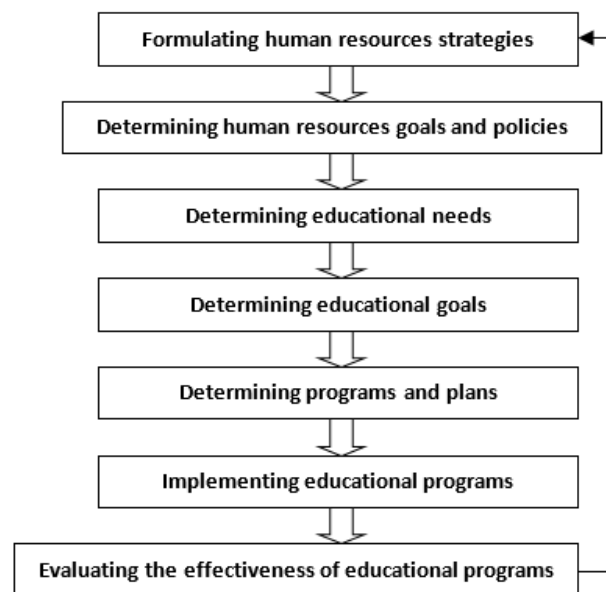 Formulating human resources strategies
Determining human resources goals and policies
Determining educational needs
Determining educational goals
Determining programs and plans
Implementing educational programs
Evaluating the effectiveness of educational programs